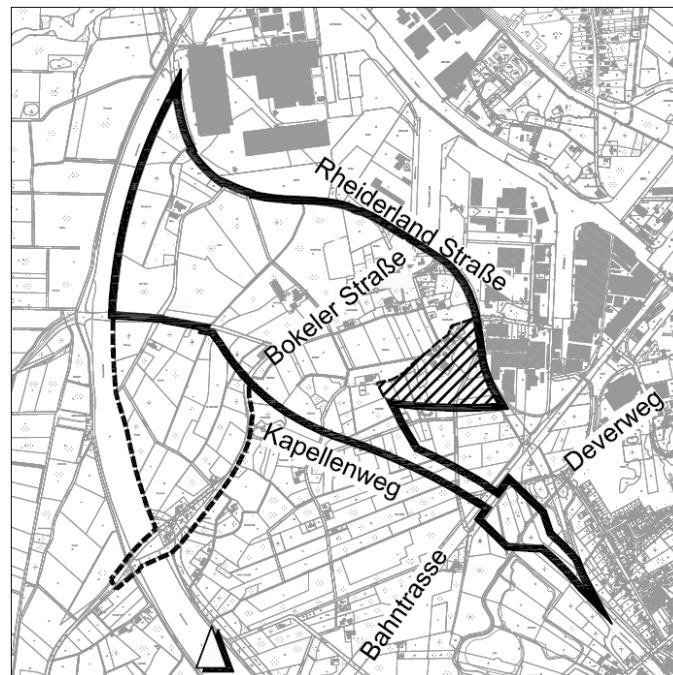 Rheiderland Straße
Bokeler Straße
Kapellenweg
Deverweg
Bahntrasse